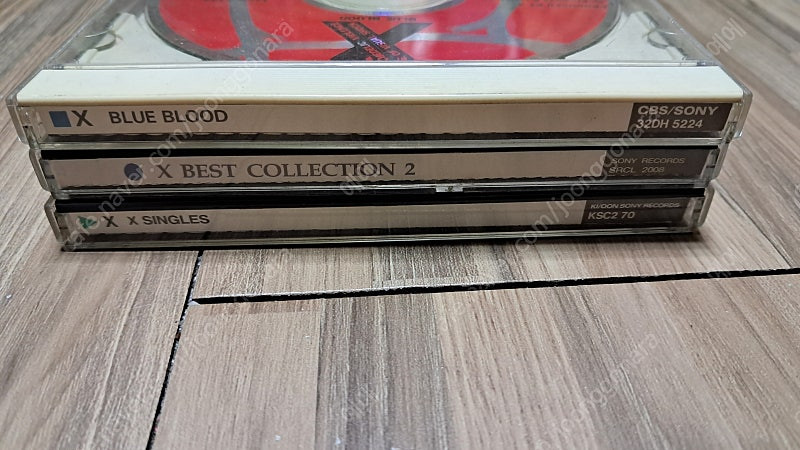 X
X BLUE BLOOD
CBS/SONY
32DH 5224
X BEST COLLECTION 2
SONY RECORDS
SRCL 2008
X X SINGLES
KI/OON SONY RECORDS
KSC2 70